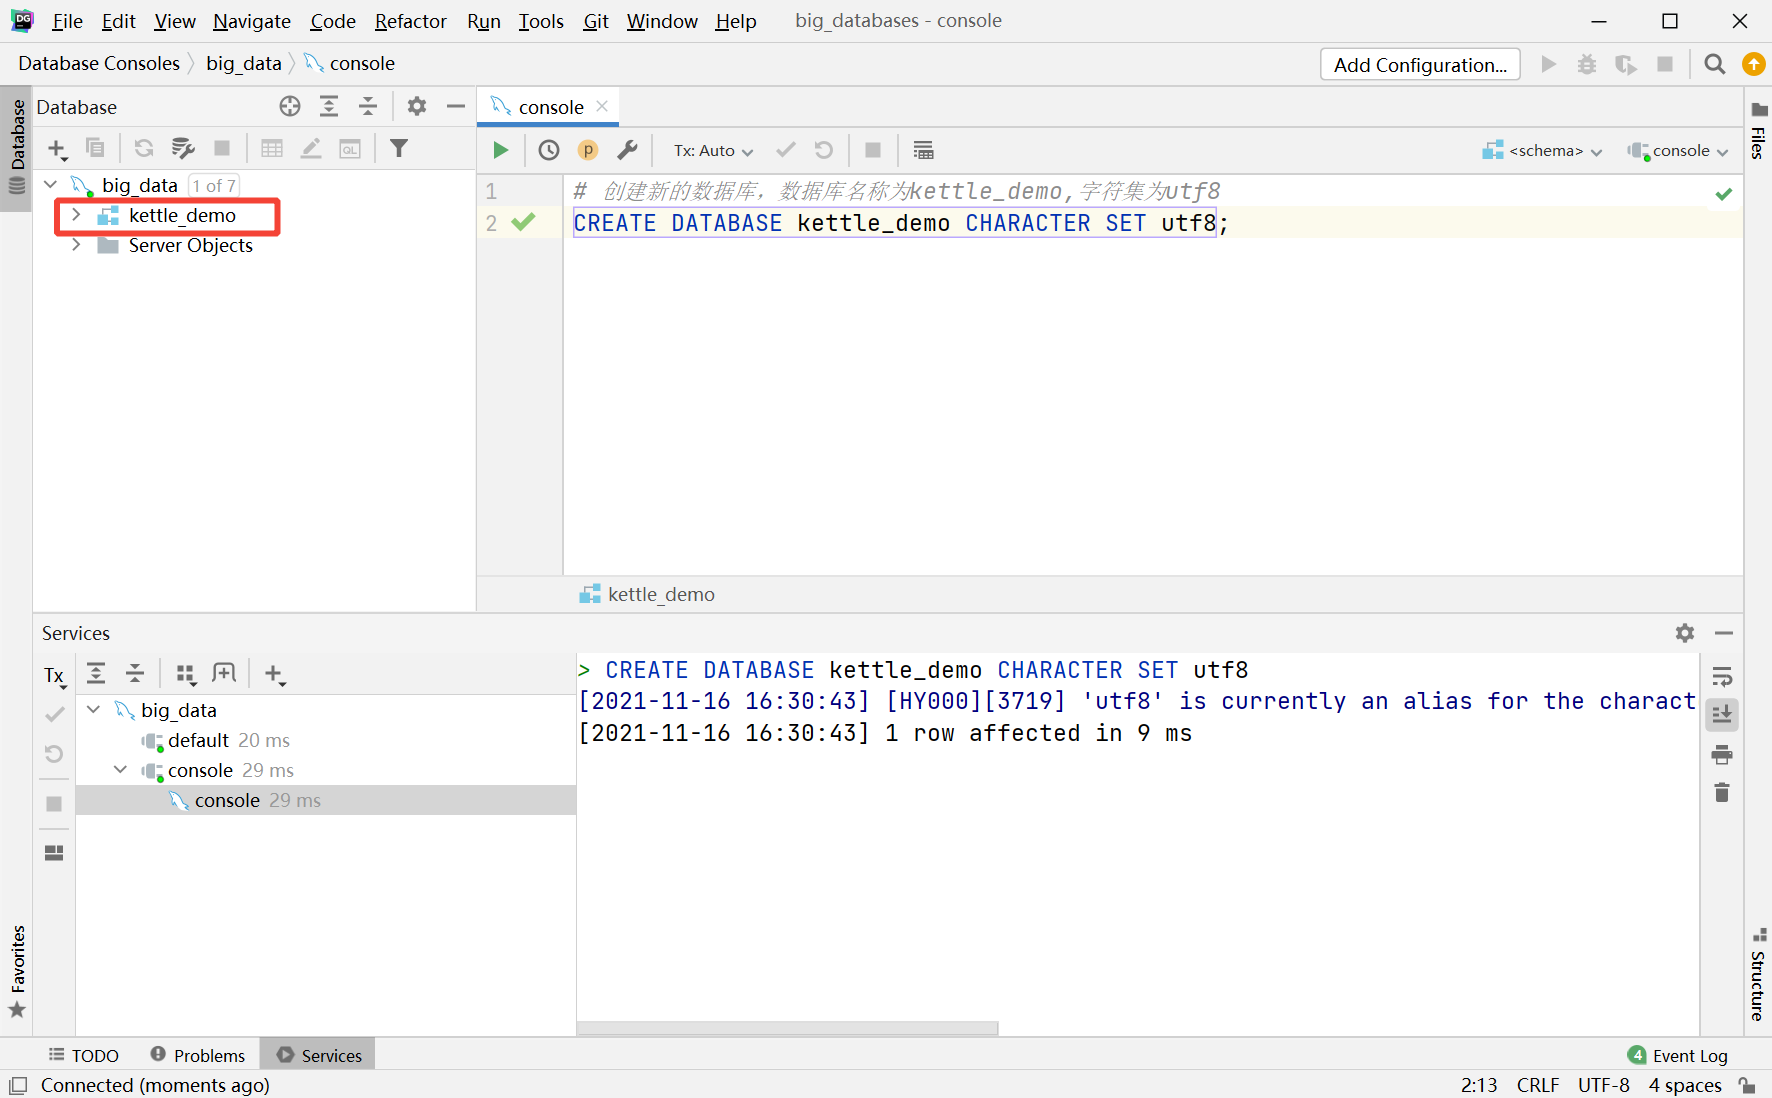 DG File Edit View Navigate Code Refactor Run Tools Git Window Help big_databases - console
Database Consoles big_data console Add Configuration...
Database
Database
console
Tx: Auto <schema> console
Files
big_data 1 of 7
kettle_demo
Server Objects
1 # 创建新的数据库，数据库名称为kettle_demo,字符集为utf8
2 CREATE DATABASE kettle_demo CHARACTER SET utf8;
kettle_demo
Services
Tx
big_data
default 20 ms
console 29 ms
console 29 ms
> CREATE DATABASE kettle_demo CHARACTER SET utf8
[2021-11-16 16:30:43] [HY000][3719] 'utf8' is currently an alias for the charact
[2021-11-16 16:30:43] 1 row affected in 9 ms
Favorites
Structure
TODO Problems Services 4 Event Log
Connected (moments ago) 2:13 CRLF UTF-8 4 spaces